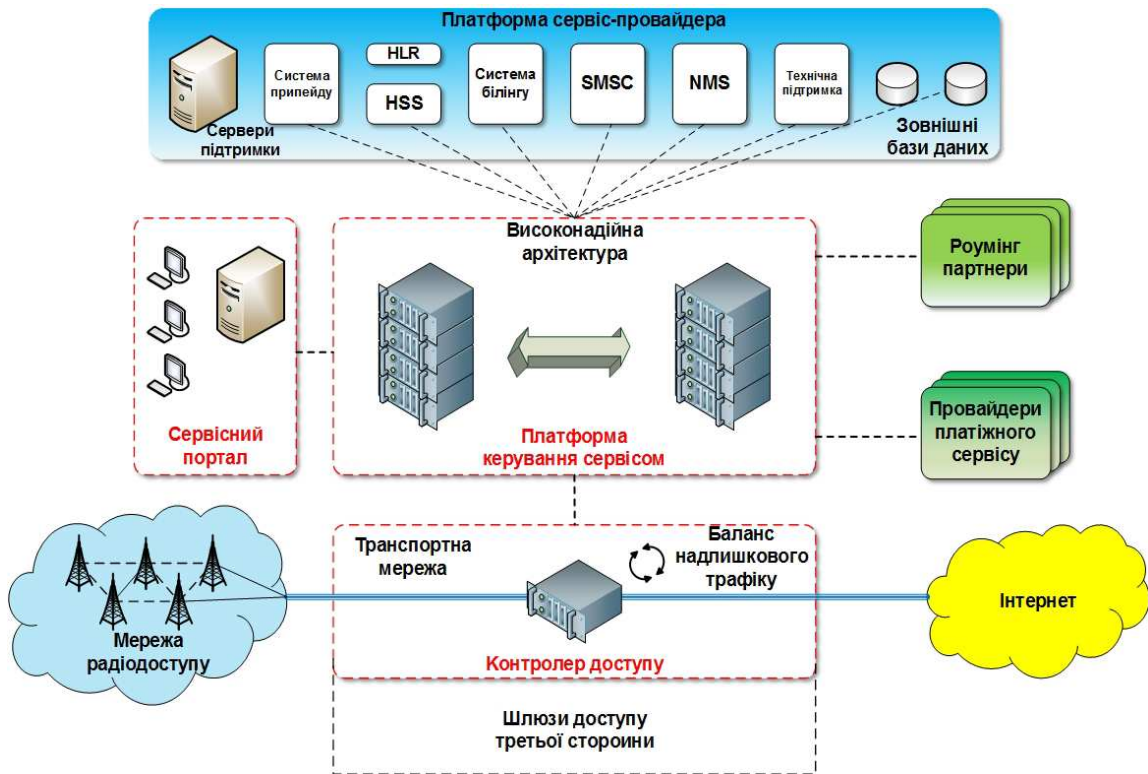 Платформа сервіс-провайдера
Сервери
підтримки
Система
припейду
HLR
HSS
Система
білінгу
SMSC
NMS
Технічна
підтримка
Зовнішні
бази даних
Високонадійна
архітектура
Сервісний
портал
Платформа
керування сервісом
Роумінг
партнери
Провайдери
платіжного
сервісу
Мережа
радіодоступу
Транспортна
мережа
Баланс
надлишкового
трафіку
Контролер доступу
Інтернет
Шлюзи доступу
третьої стороини